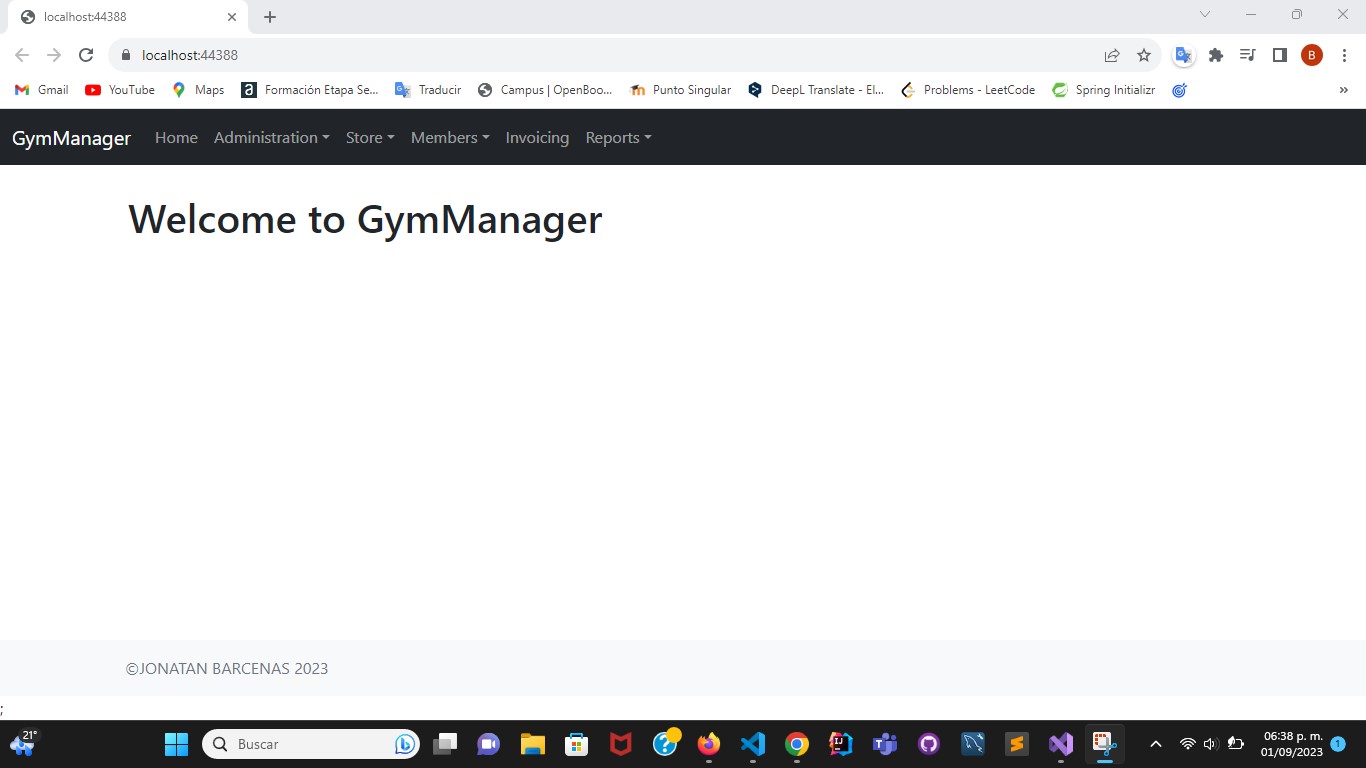 localhost:44388
localhost:44388
B
Gmail YouTube Maps a Formación Etapa Se... Traducir Campus | OpenBoo... Punto Singular DeepL Translate - El... Problems - LeetCode Spring Initializr
GymManager Home Administration Store Members Invoicing Reports
Welcome to GymManager
©JONATAN BARCENAS 2023
;
21° Buscar 06:38 p. m.
01/09/2023 1